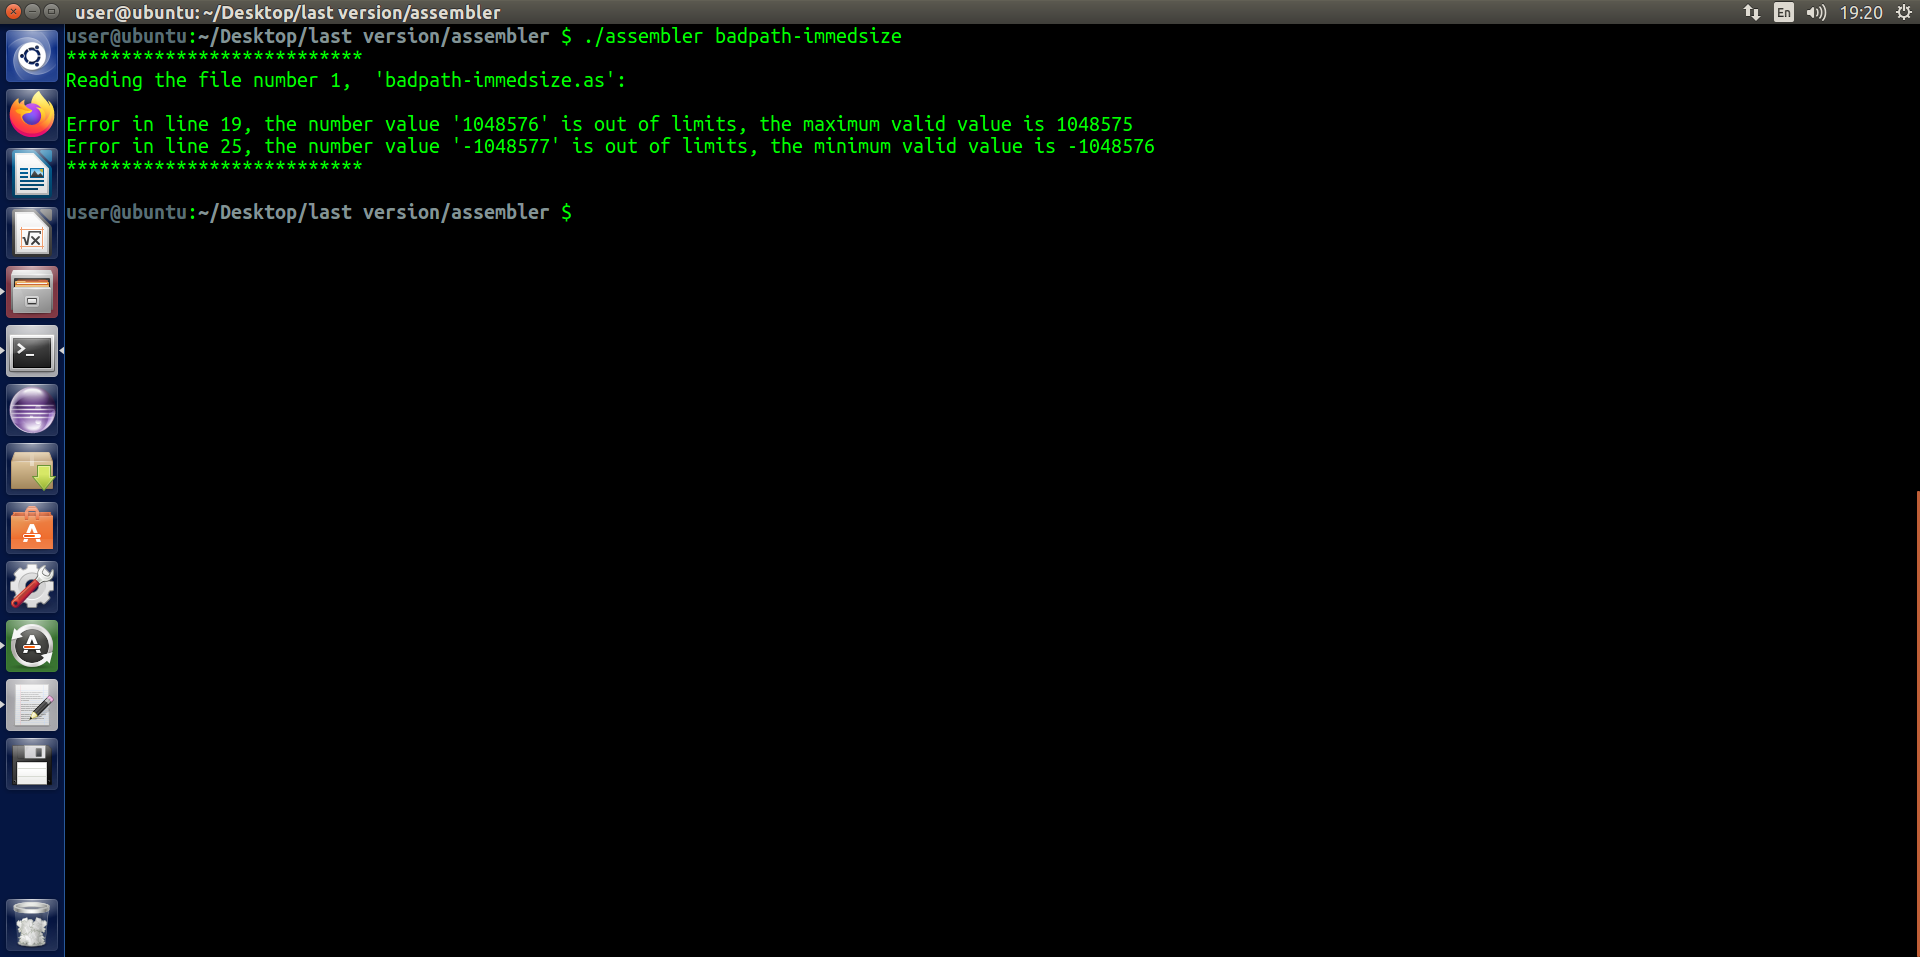 user@ubuntu: ~/Desktop/last version/assembler
En
19:20
user@ubuntu:~/Desktop/last version/assembler $ ./assembler badpath-immedsize
***************************
Reading the file number 1,  'badpath-immedsize.as':
Error in line 19, the number value '1048576' is out of limits, the maximum valid value is 1048575
Error in line 25, the number value '-1048577' is out of limits, the minimum valid value is -1048576
***************************
user@ubuntu:~/Desktop/last version/assembler $